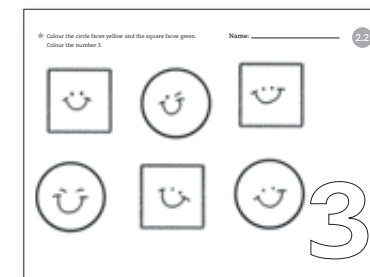 Colour the circle faces yellow and the square faces green.
Colour the number 3.
Name:
2.2
3